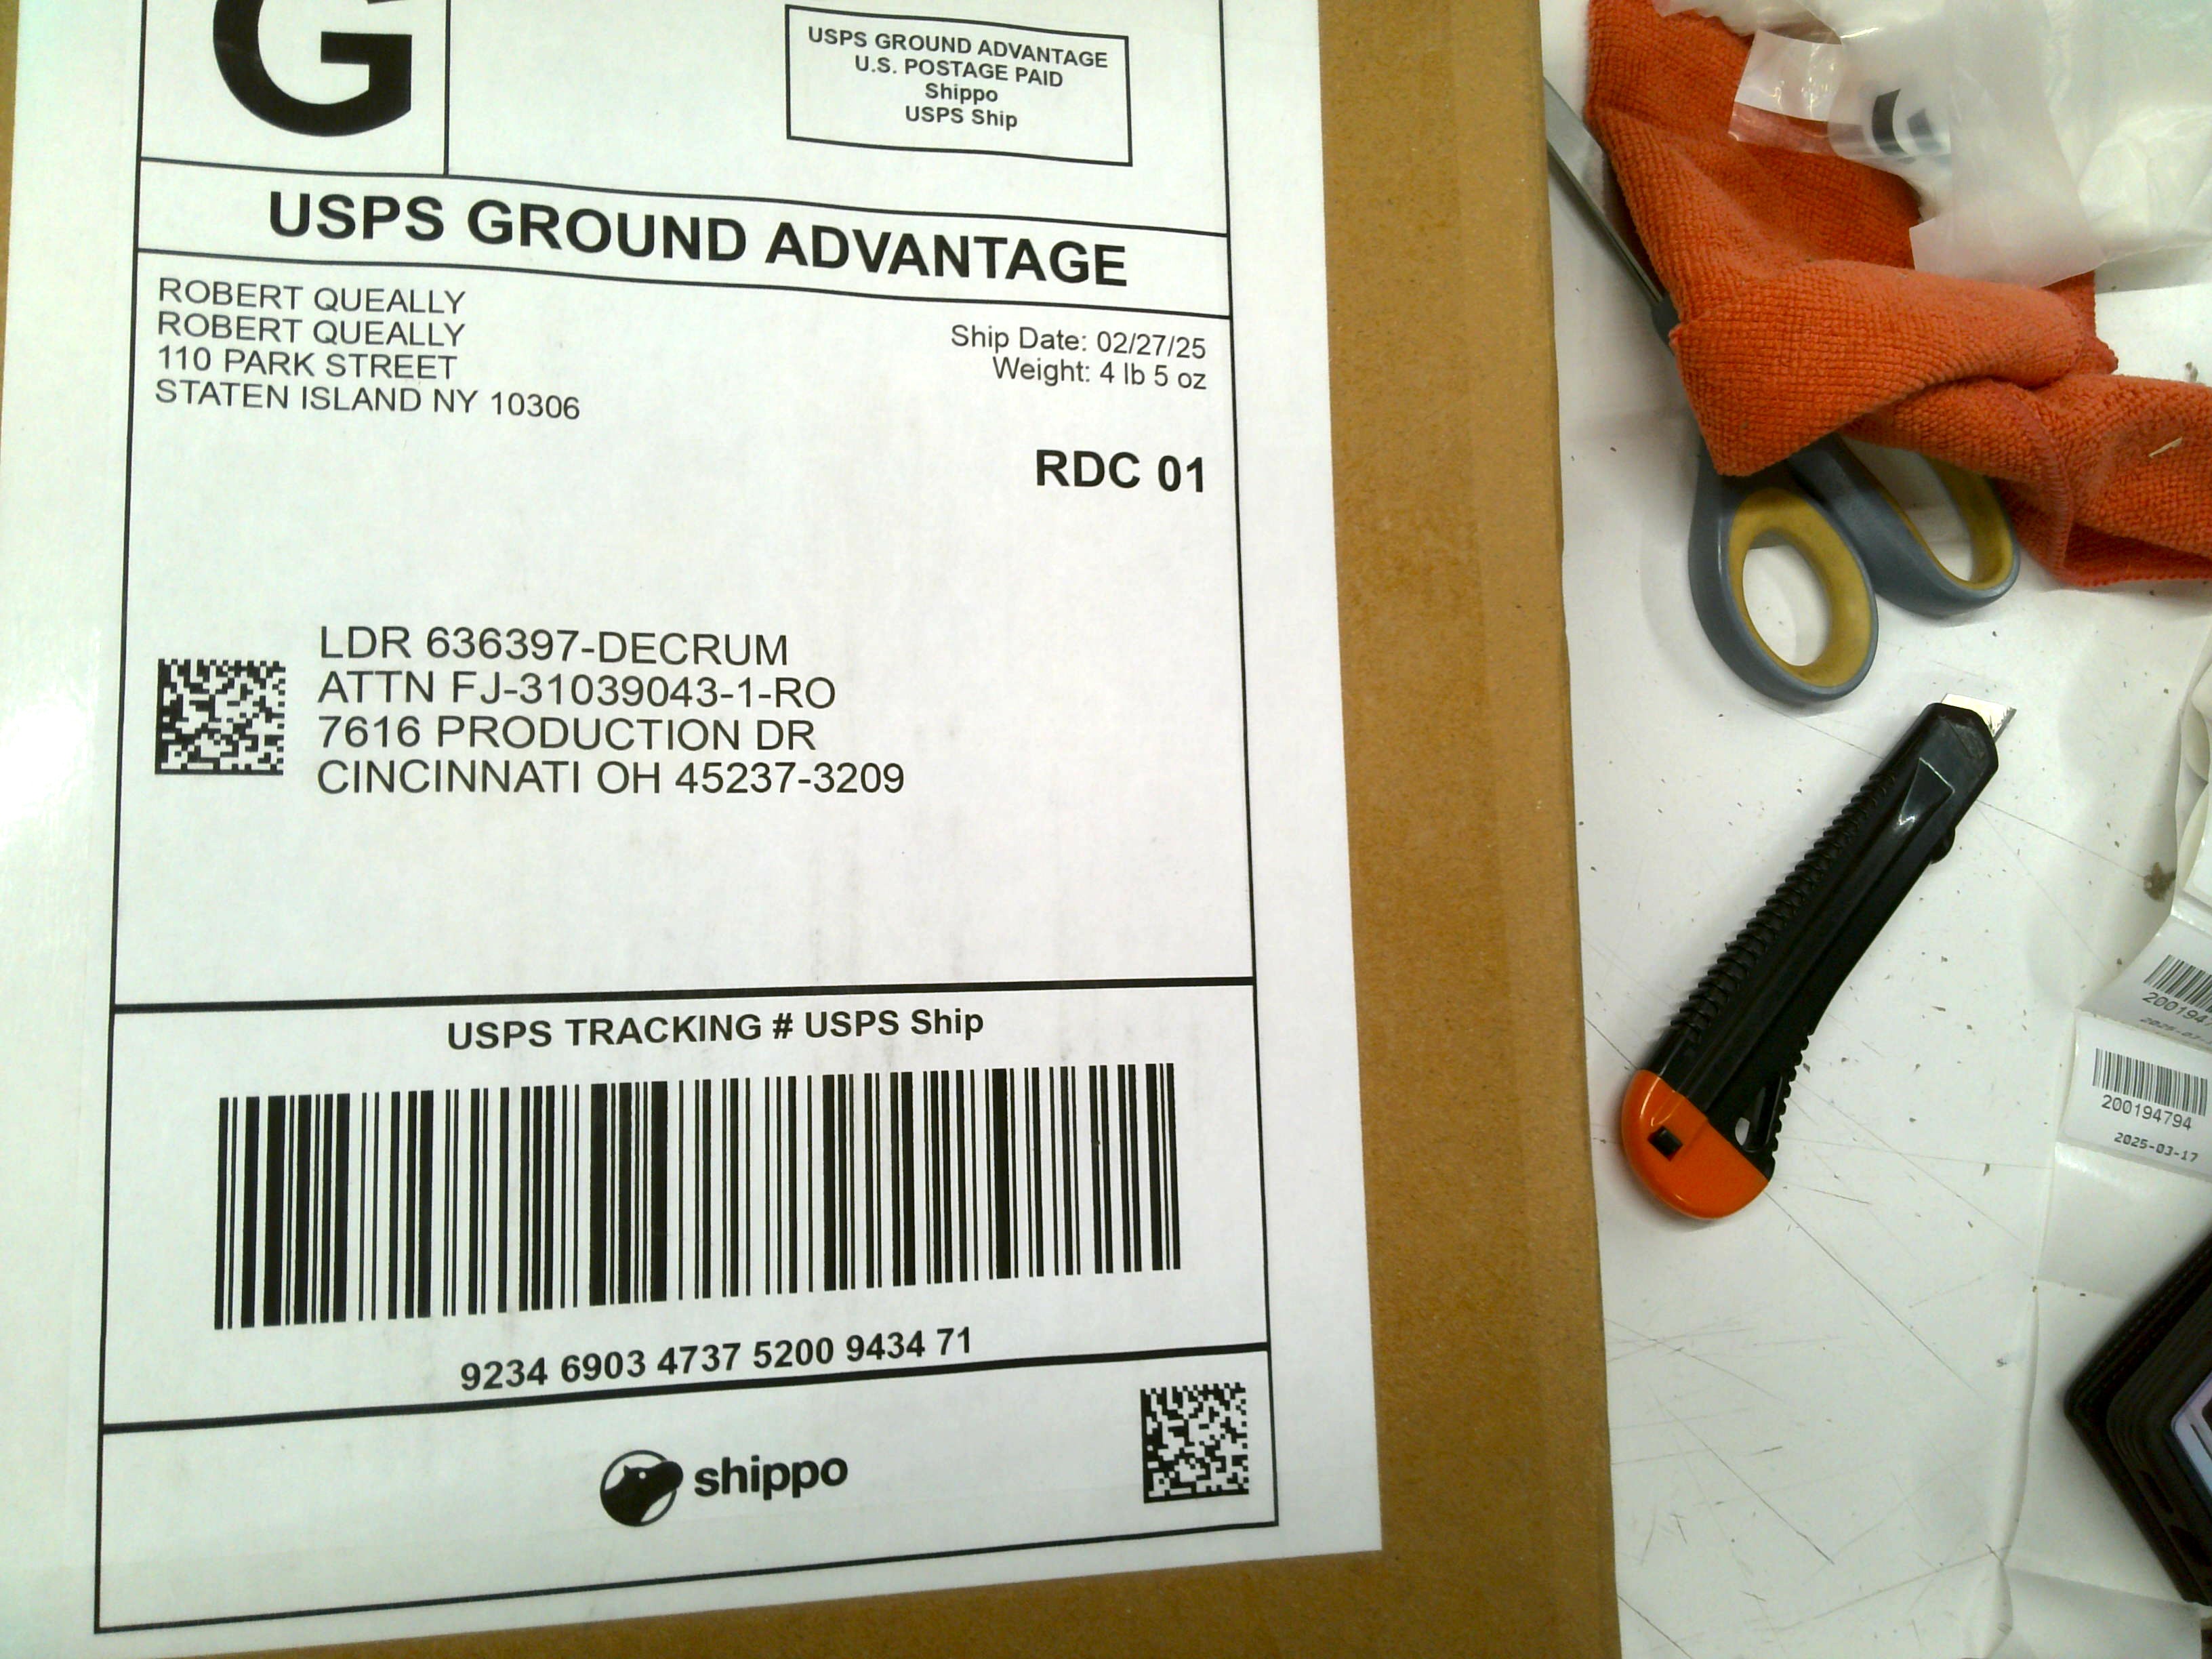 G
USPS GROUND ADVANTAGE
U.S. POSTAGE PAID
Shippo
USPS Ship
USPS GROUND ADVANTAGE
ROBERT QUEALLY
ROBERT QUEALLY
110 PARK STREET
STATEN ISLAND NY 10306
Ship Date: 02/27/25
Weight: 4 lb 5 oz
RDC 01
LDR 636397-DECRUM
ATTN FJ-31039043-1-RO
7616 PRODUCTION DR
CINCINNATI OH 45237-3209
USPS TRACKING # USPS Ship
9234 6903 4737 5200 9434 71
shippo
200194794
2025-03-17